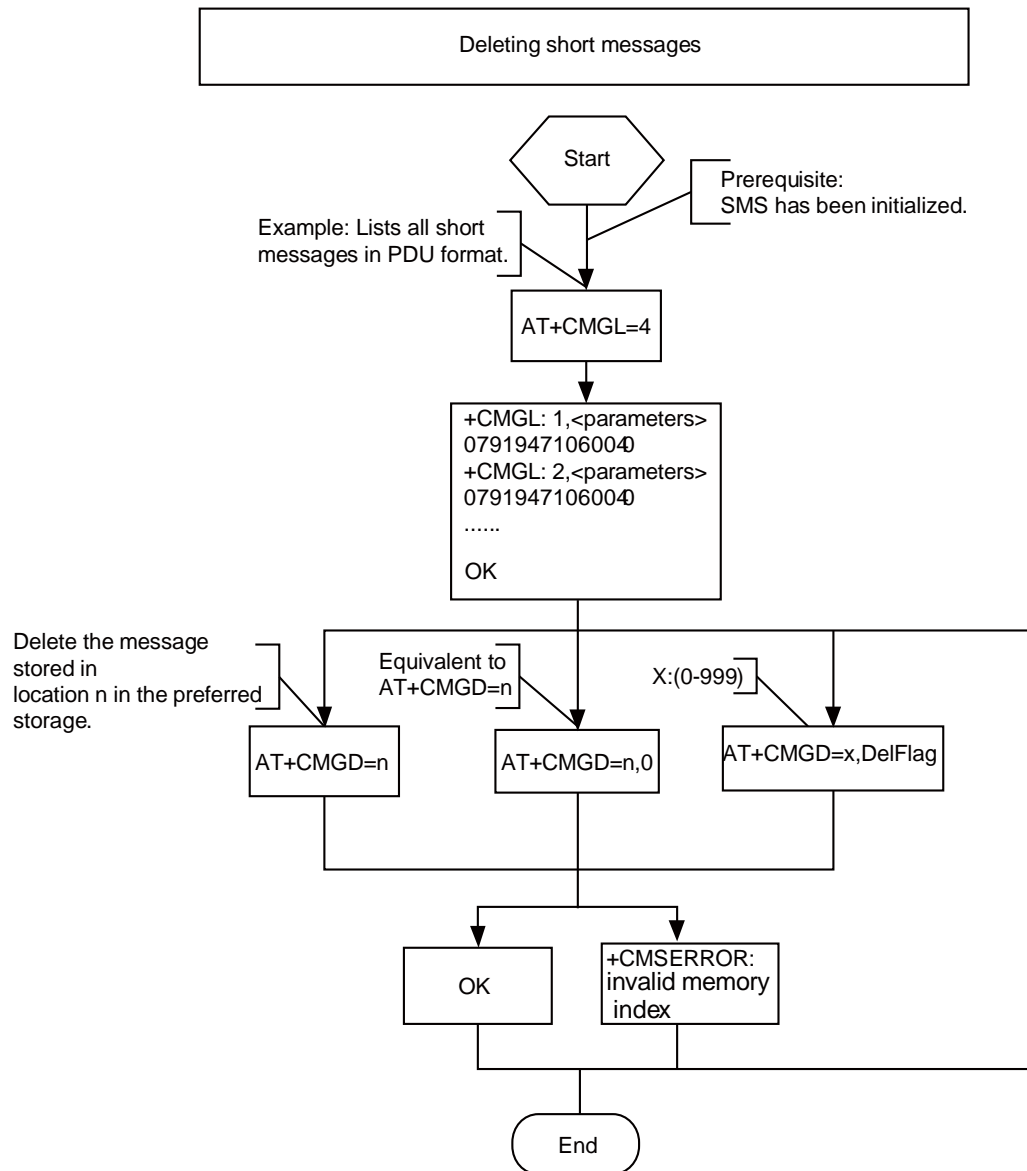 Deleting short messages
Start
Prerequisite:
SMS has been initialized.
Example: Lists all short
messages in PDU format.
AT+CMGL=4
+CMGL: 1,<parameters>
07919471060040
+CMGL: 2,<parameters>
07919471060040
......
OK
Delete the message
stored in
location n in the preferred
storage.
Equivalent to
AT+CMGD=n
X:(0-999)
AT+CMGD=n
AT+CMGD=n,0
AT+CMGD=x,DelFlag
OK
+CMSERROR:
invalid memory
index
End